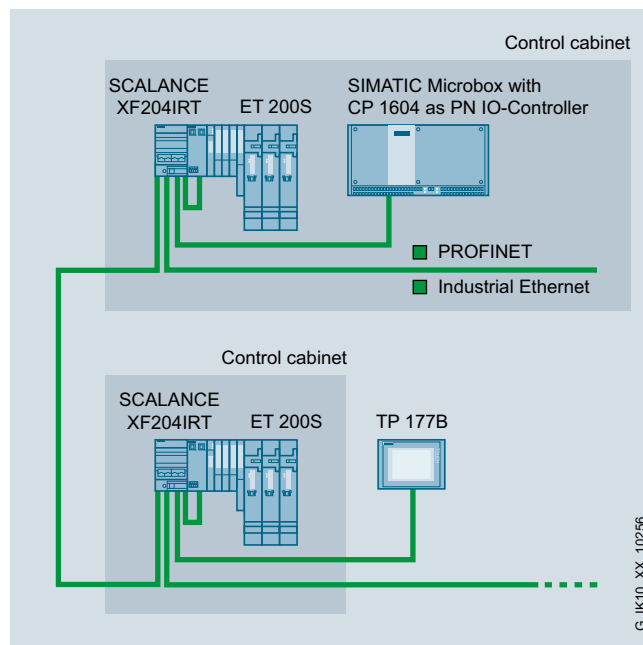 Control cabinet
SCALANCE
XF204IRT
ET 200S
SIMATIC Microbox with
CP 1604 as PN IO-Controller
PROFINET
Industrial Ethernet
Control cabinet
SCALANCE
XF204IRT
ET 200S
TP 177B
G_IK10_XX_10256